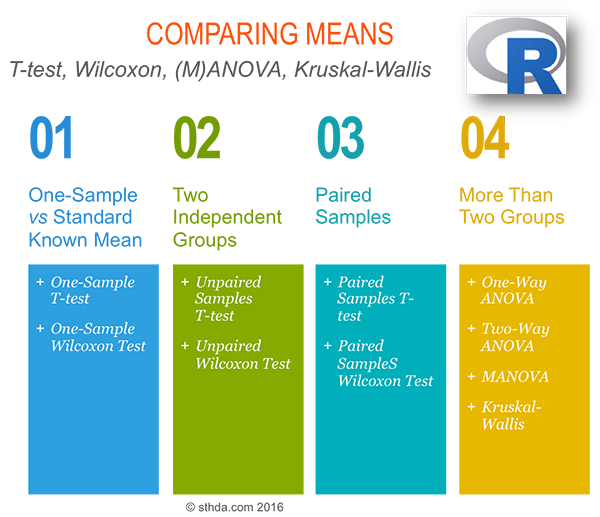 COMPARING MEANS
T-test, Wilcoxon, (M)ANOVA, Kruskal-Wallis
R
01
One-Sample
vs Standard
Known Mean
+ One-Sample
T-test
+ One-Sample
Wilcoxon Test
02
Two
Independent
Groups
+ Unpaired
Samples
T-test
+ Unpaired
Wilcoxon Test
03
Paired
Samples
+ Paired
Samples T-
test
+ Paired
SampleS
Wilcoxon Test
04
More Than
Two Groups
+ One-Way
ANOVA
+ Two-Way
ANOVA
+ MANOVA
+ Kruskal-
Wallis
© sthda.com 2016